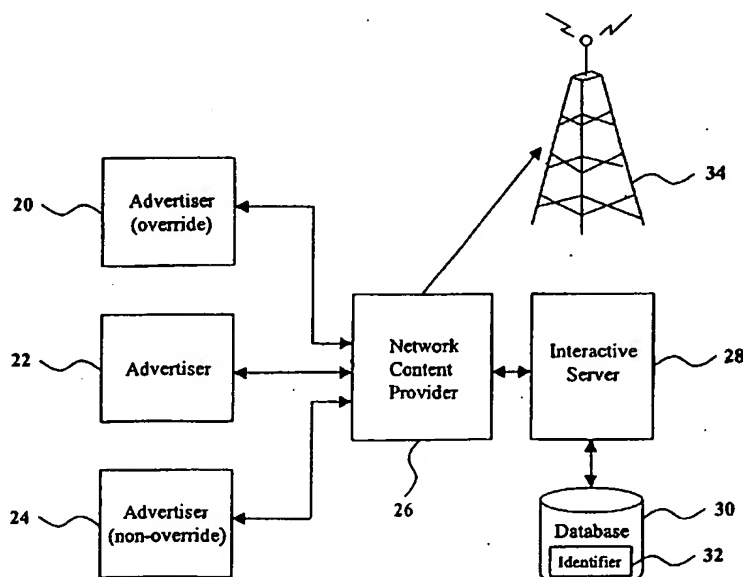 34
20
Advertiser
(override)
22
Advertiser
Network
Content
Provider
Interactive
Server
28
24
Advertiser
(non-override)
26
Database
30
Identifier
32